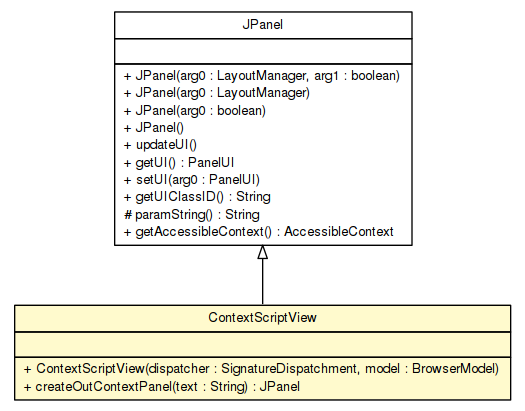 JPanel
+ JPanel(arg0 : LayoutManager, arg1 : boolean)
+ JPanel(arg0 : LayoutManager)
+ JPanel(arg0 : boolean)
+ JPanel()
+ updateUI()
+ getUI() : PanelUI
+ setUI(arg0 : PanelUI)
+ getUIClassID() : String
# paramString() : String
+ getAccessibleContext() : AccessibleContext
ContextScriptView
+ ContextScriptView(dispatcher : SignatureDispatchment, model : BrowserModel)
+ createOutContextPanel(text : String) : JPanel